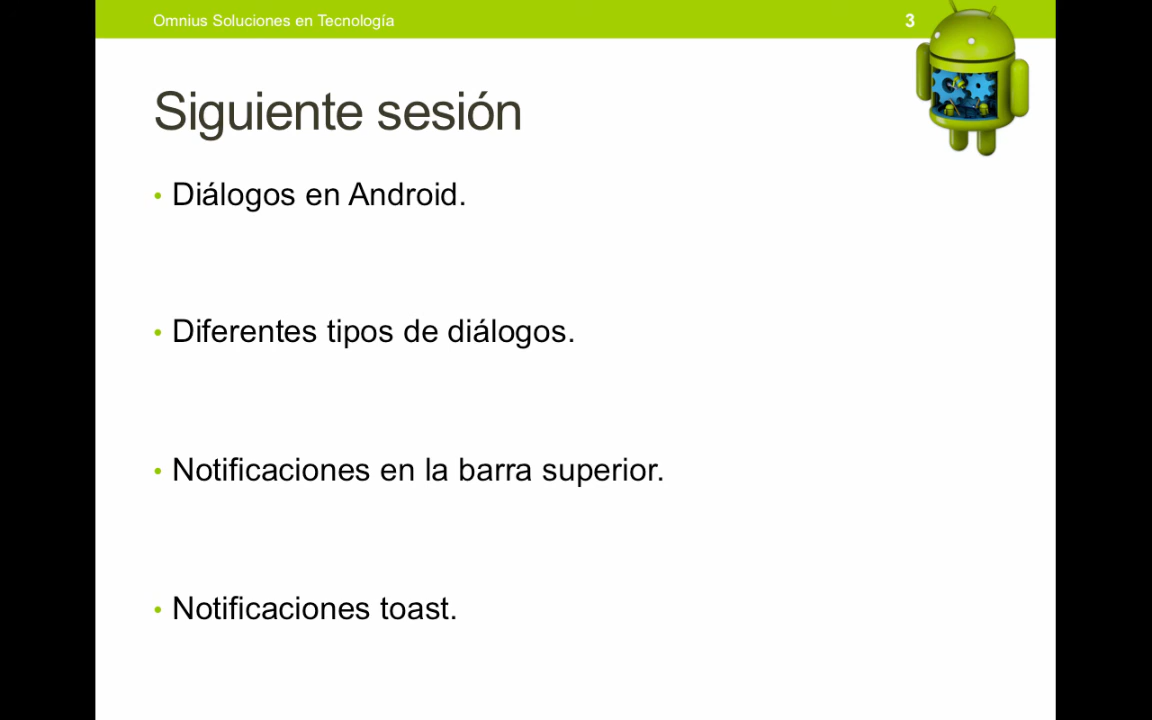 Omnius Soluciones en Tecnología
3
Siguiente sesión
• Diálogos en Android.
• Diferentes tipos de diálogos.
• Notificaciones en la barra superior.
• Notificaciones toast.